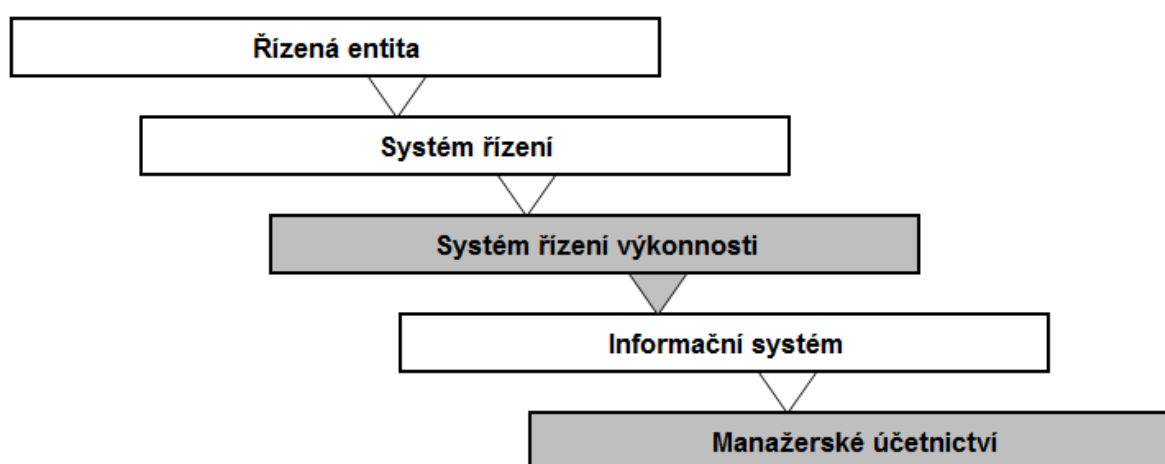 Řízená entita
Systém řízení
Systém řízení výkonnosti
Informační systém
Manažerské účetnictví